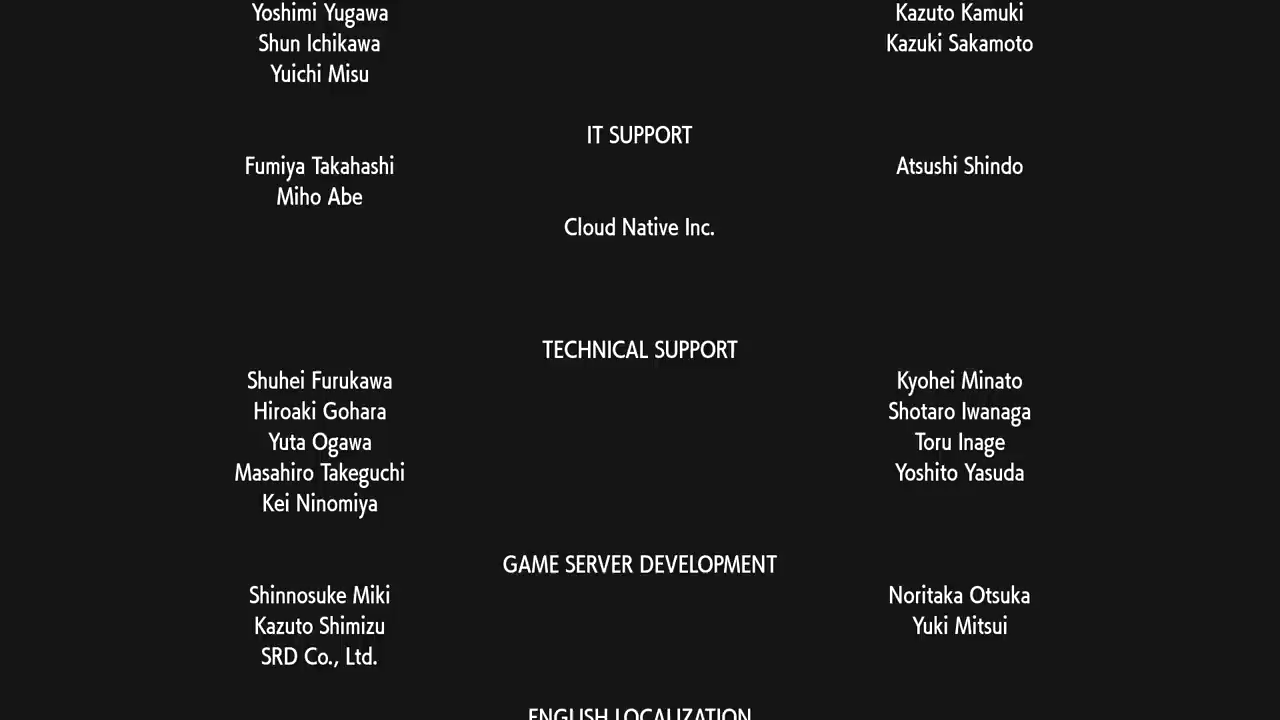 Yoshimi Yugawa Kazuto Kamuki
Shun Ichikawa Kazuki Sakamoto
Yuichi Misu
IT SUPPORT
Fumiya Takahashi Atsushi Shindo
Miho Abe
Cloud Native Inc.
TECHNICAL SUPPORT
Shuhei Furukawa Kyohei Minato
Hiroaki Gohara Shotaro Iwanaga
Yuta Ogawa Toru Inage
Masahiro Takeguchi Yoshito Yasuda
Kei Ninomiya
GAME SERVER DEVELOPMENT
Shinnosuke Miki Noritaka Otsuka
Kazuto Shimizu Yuki Mitsui
SRD Co., Ltd.
ENGLISH LOCALIZATION